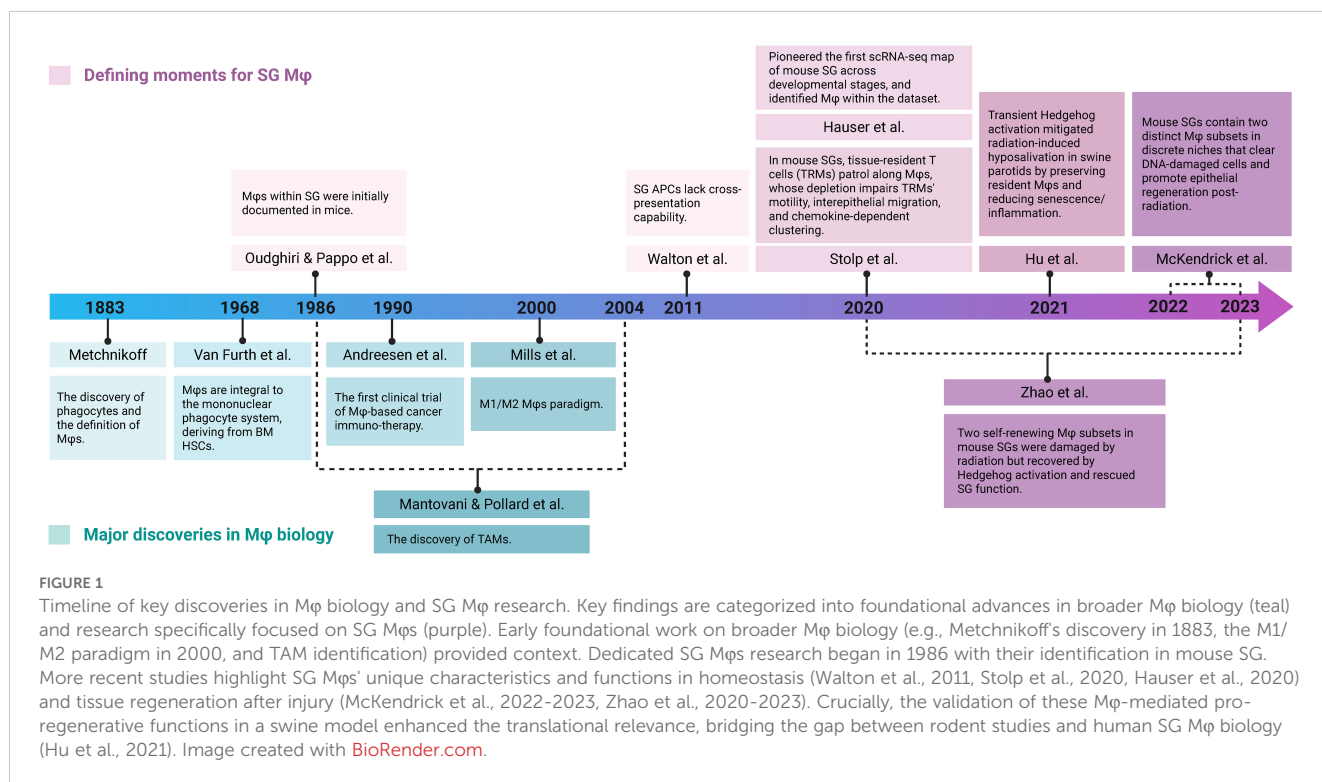 Defining moments for SG Mφ
Mφs within SG were initially
documented in mice.
Oudghiri & Pappo et al.
SG APCs lack cross-
presentation
capability.
Walton et al.
Pioneered the first scRNA-seq map
of mouse SG across
developmental stages, and
identified Mφ within the dataset.
Hauser et al.
In mouse SGs, tissue-resident T
cells (TRMs) patrol along Mφs,
whose depletion impairs TRMs'
motility, interepithelial migration,
and chemokine-dependent
clustering.
Stolp et al.
Transient Hedgehog
activation mitigated
radiation-induced
hyposalivation in swine
parotids by preserving
resident Mφs and
reducing senescence/
inflammation.
Hu et al.
Mouse SGs contain two
distinct Mφ subsets in
discrete niches that clear
DNA-damaged cells and
promote epithelial
regeneration post-
radiation.
McKendrick et al.
1883 1968 1986 1990 2000 2004 2011 2020 2021 2022 2023
Metchnikoff
The discovery of
phagocytes and
the definition of
Mφs.
Van Furth et al.
Mφs are integral to
the mononuclear
phagocyte system,
deriving from BM
HSCs.
Andreesen et al.
The first clinical trial
of Mφ-based cancer
immuno-therapy.
Mills et al.
M1/M2 Mφs paradigm.
Mantovani & Pollard et al.
The discovery of TAMs.
Zhao et al.
Two self-renewing Mφ subsets in
mouse SGs were damaged by
radiation but recovered by
Hedgehog activation and rescued
SG function.
Major discoveries in Mφ biology
FIGURE 1
Timeline of key discoveries in Mφ biology and SG Mφ research. Key findings are categorized into foundational advances in broader Mφ biology (teal)
and research specifically focused on SG Mφs (purple). Early foundational work on broader Mφ biology (e.g., Metchnikoff's discovery in 1883, the M1/
M2 paradigm in 2000, and TAM identification) provided context. Dedicated SG Mφs research began in 1986 with their identification in mouse SG.
More recent studies highlight SG Mφs' unique characteristics and functions in homeostasis (Walton et al., 2011, Stolp et al., 2020, Hauser et al., 2020)
and tissue regeneration after injury (McKendrick et al., 2022-2023, Zhao et al., 2020-2023). Crucially, the validation of these Mφ-mediated pro-
regenerative functions in a swine model enhanced the translational relevance, bridging the gap between rodent studies and human SG Mφ biology
(Hu et al., 2021). Image created with BioRender.com.